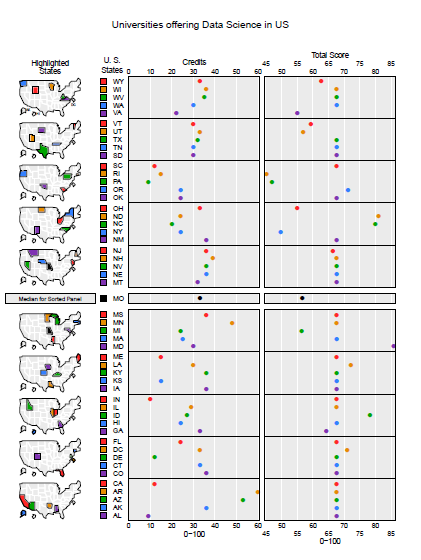 Universities offering Data Science in US
Highlighted
States
U. S.
States
Credits
Total Score
0 10 20 30 40 50 60
45 55 65 75 85
WY
WI
WV
WA
VA
VT
UT
TX
TN
SD
SC
RI
PA
OR
OK
OH
ND
NC
NY
NM
NJ
NH
NV
NE
MT
Median for Sorted Panel
MO
MS
MN
MI
MA
MD
ME
LA
KY
KS
IA
IN
IL
ID
HI
GA
FL
DC
DE
CT
CO
CA
AR
AZ
AK
AL
0 10 20 30 40 50 60
45 55 65 75 85
0-100
0-100